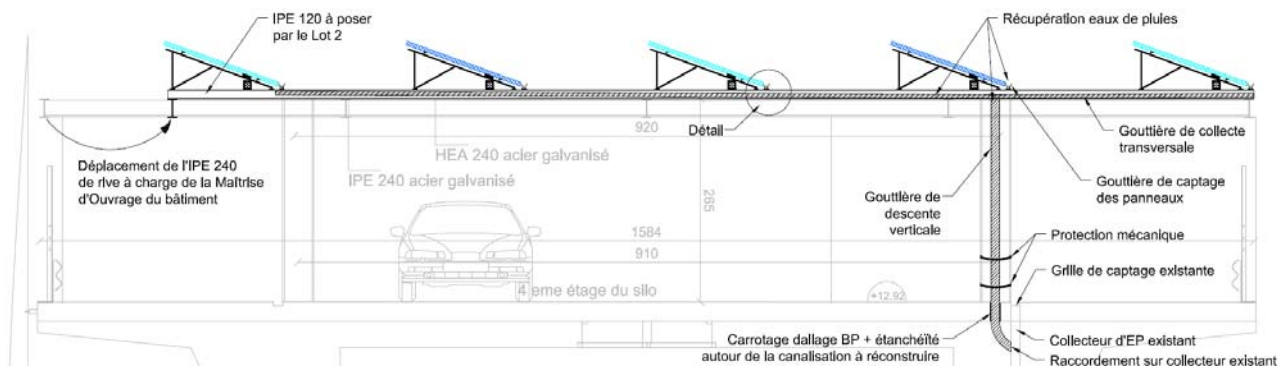 IPE 120 à poser
par le Lot 2
Récupération eaux de pluies
Détail
920
HEA 240 acier galvanisé
IPE 240 acier galvanisé
Déplacement de l'IPE 240
de rive à charge de la Maîtrise
d'Ouvrage du bâtiment
Gouttière de collecte
transversale
Gouttière de captage
des panneaux
Gouttière de
descente
verticale
265
1584
910
Protection mécanique
Grille de captage existante
4 eme étage du silo
+12.92
Carrotage dallage BP + étanchéïté
autour de la canalisation à réconstruire
Collecteur d'EP existant
Raccordement sur collecteur existant